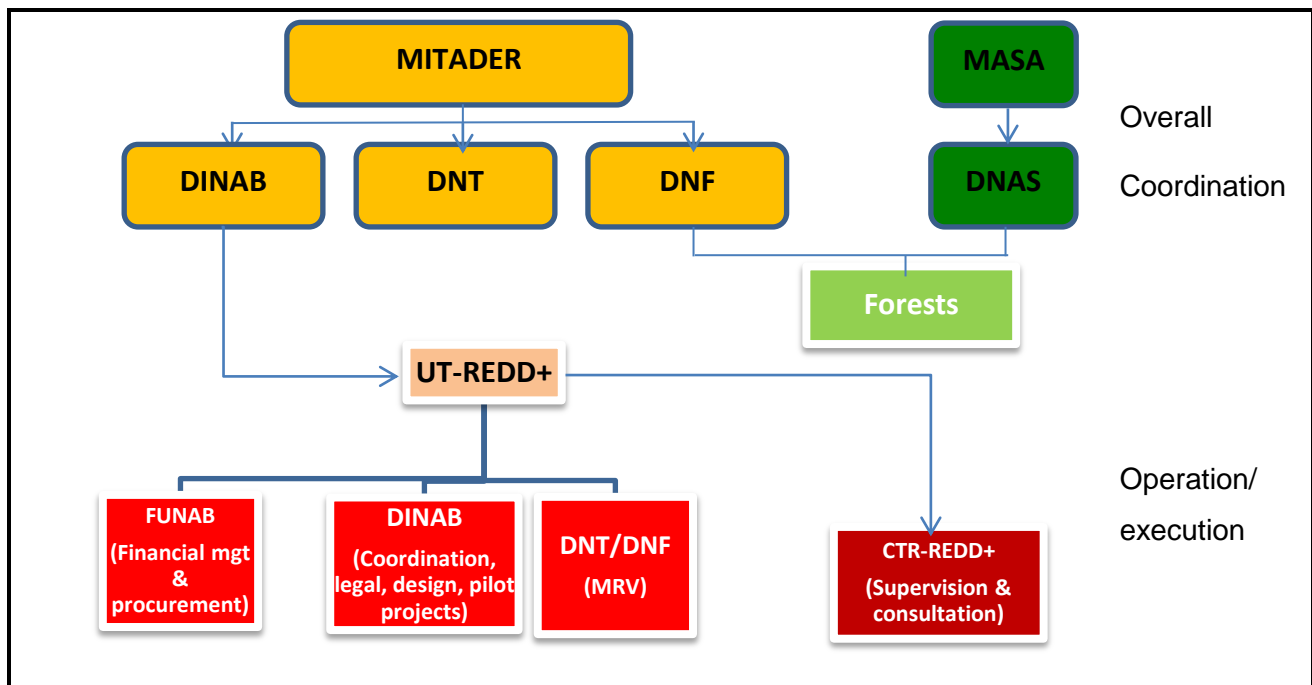 MITADER
MASA
Overall
Coordination
DINAB
DNT
DNF
DNAS
Forests
UT-REDD+
Operation/
execution
FUNAB
(Financial mgt
&
procurement)
DINAB
(Coordination,
legal, design, pilot
projects)
DNT/DNF
(MRV)
CTR-REDD+
(Supervision &
consultation)